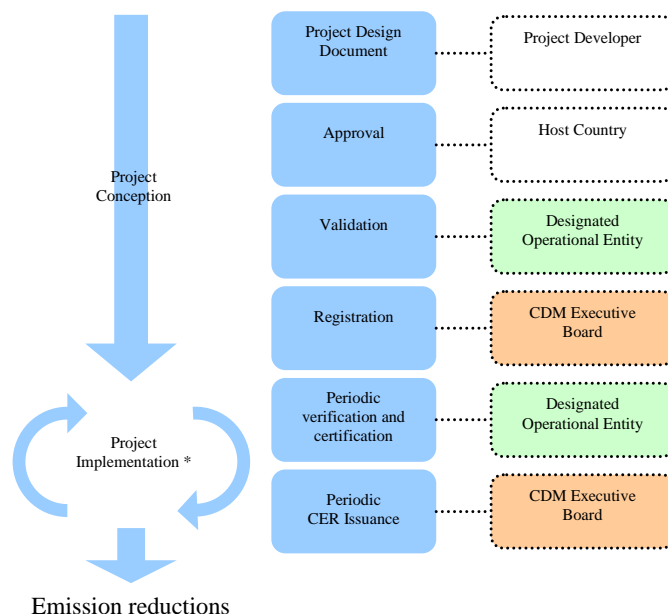 Project Design
Document
Project Developer
Approval
Host Country
Project
Conception
Validation
Designated
Operational Entity
Registration
CDM Executive
Board
Periodic
verification and
certification
Designated
Operational Entity
Project
Implementation *
Periodic
CER Issuance
CDM Executive
Board
Emission reductions